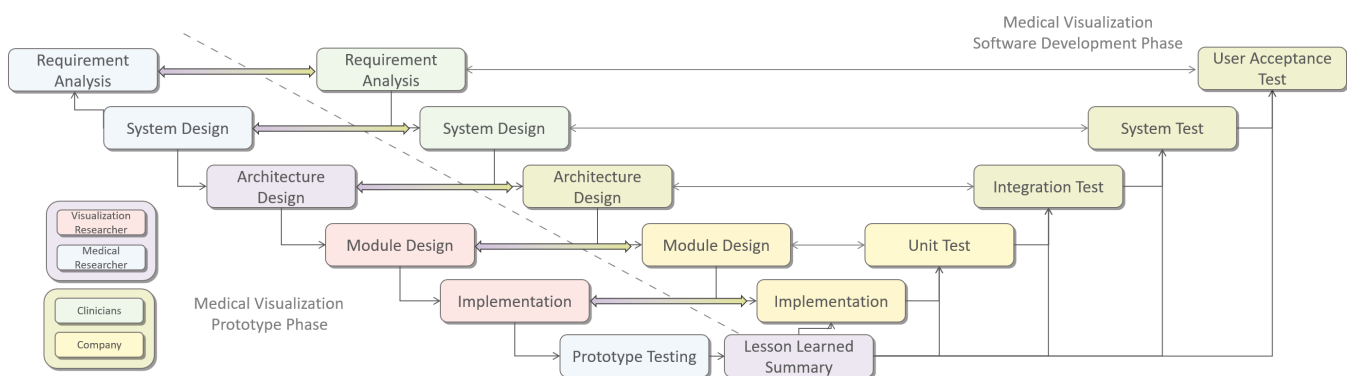 Medical Visualization
Software Development Phase
Requirement
Analysis
Requirement
Analysis
User Acceptance
Test
System Design
System Design
System Test
Architecture
Design
Architecture
Design
Integration Test
Visualization
Researcher
Medical
Researcher
Module Design
Module Design
Unit Test
Clinicians
Company
Medical Visualization
Prototype Phase
Implementation
Implementation
Prototype Testing
Lesson Learned
Summary